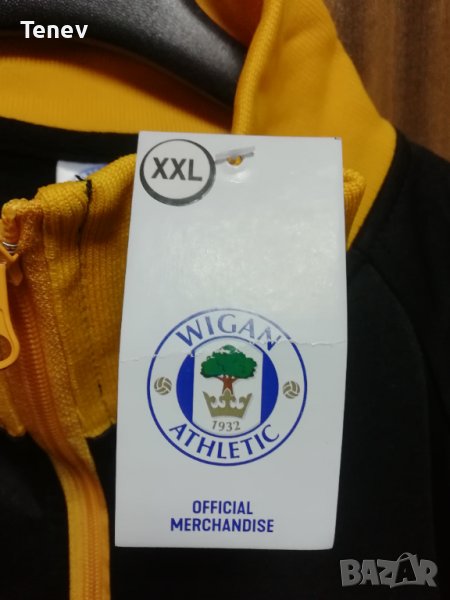 Tenev
XXL
WIGAN
1932
ATHLETIC
OFFICIAL
MERCHANDISE
BAZAR